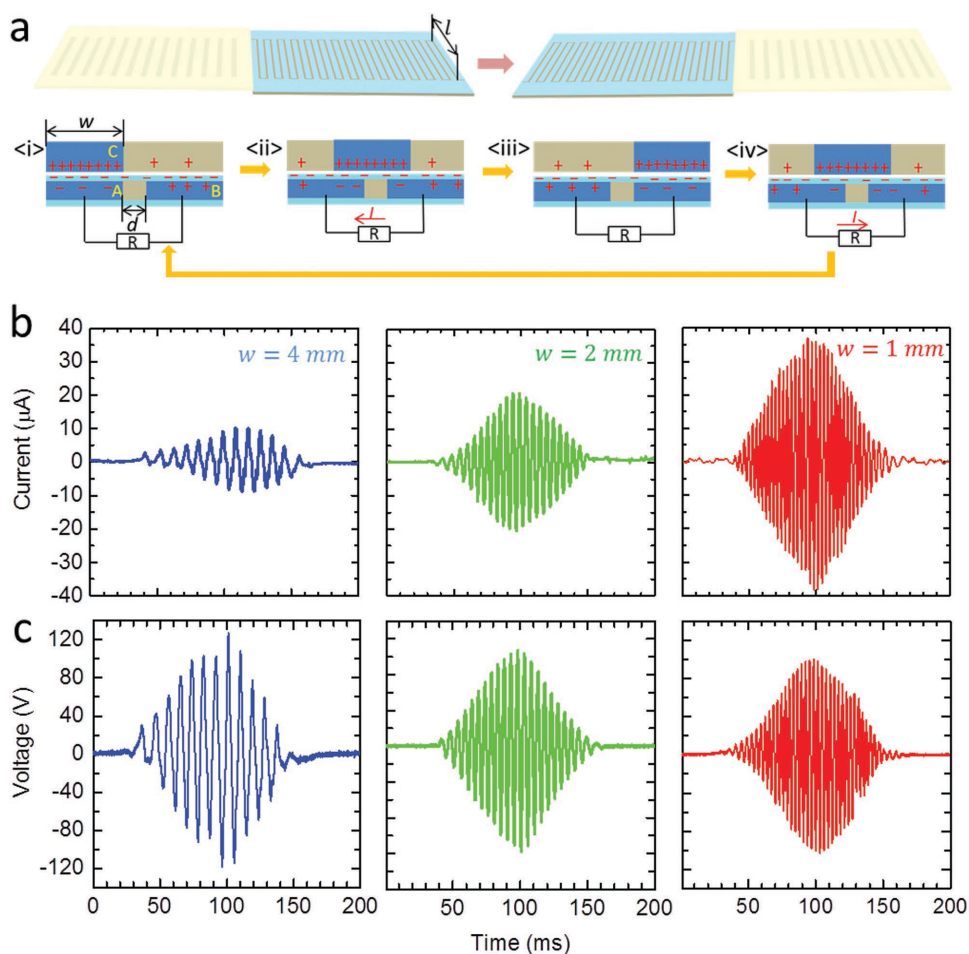 a
l
<i> w C A B d R
<ii> I R
<iii> R
<iv> I R
b
w = 4 mm w = 2 mm w = 1 mm
Current (μA)
40
30
20
10
0
-10
-20
-30
-40
c
Voltage (V)
120
80
40
0
-40
-80
-120
0 50 100 150 200 50 100 150 200 50 100 150 200
Time (ms)